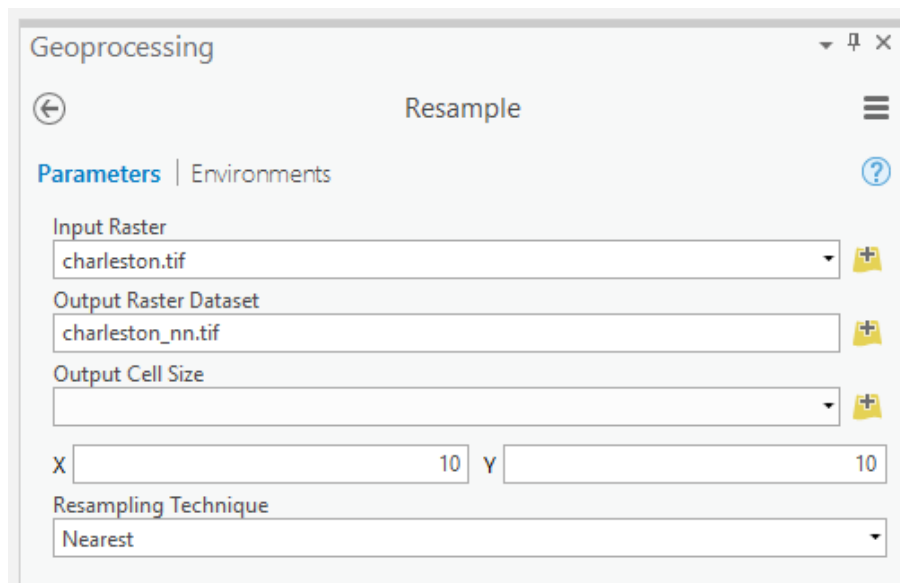 Geoprocessing
Resample
Parameters | Environments
Input Raster
charleston.tif
Output Raster Dataset
charleston_nn.tif
Output Cell Size
X 10 Y 10
Resampling Technique
Nearest